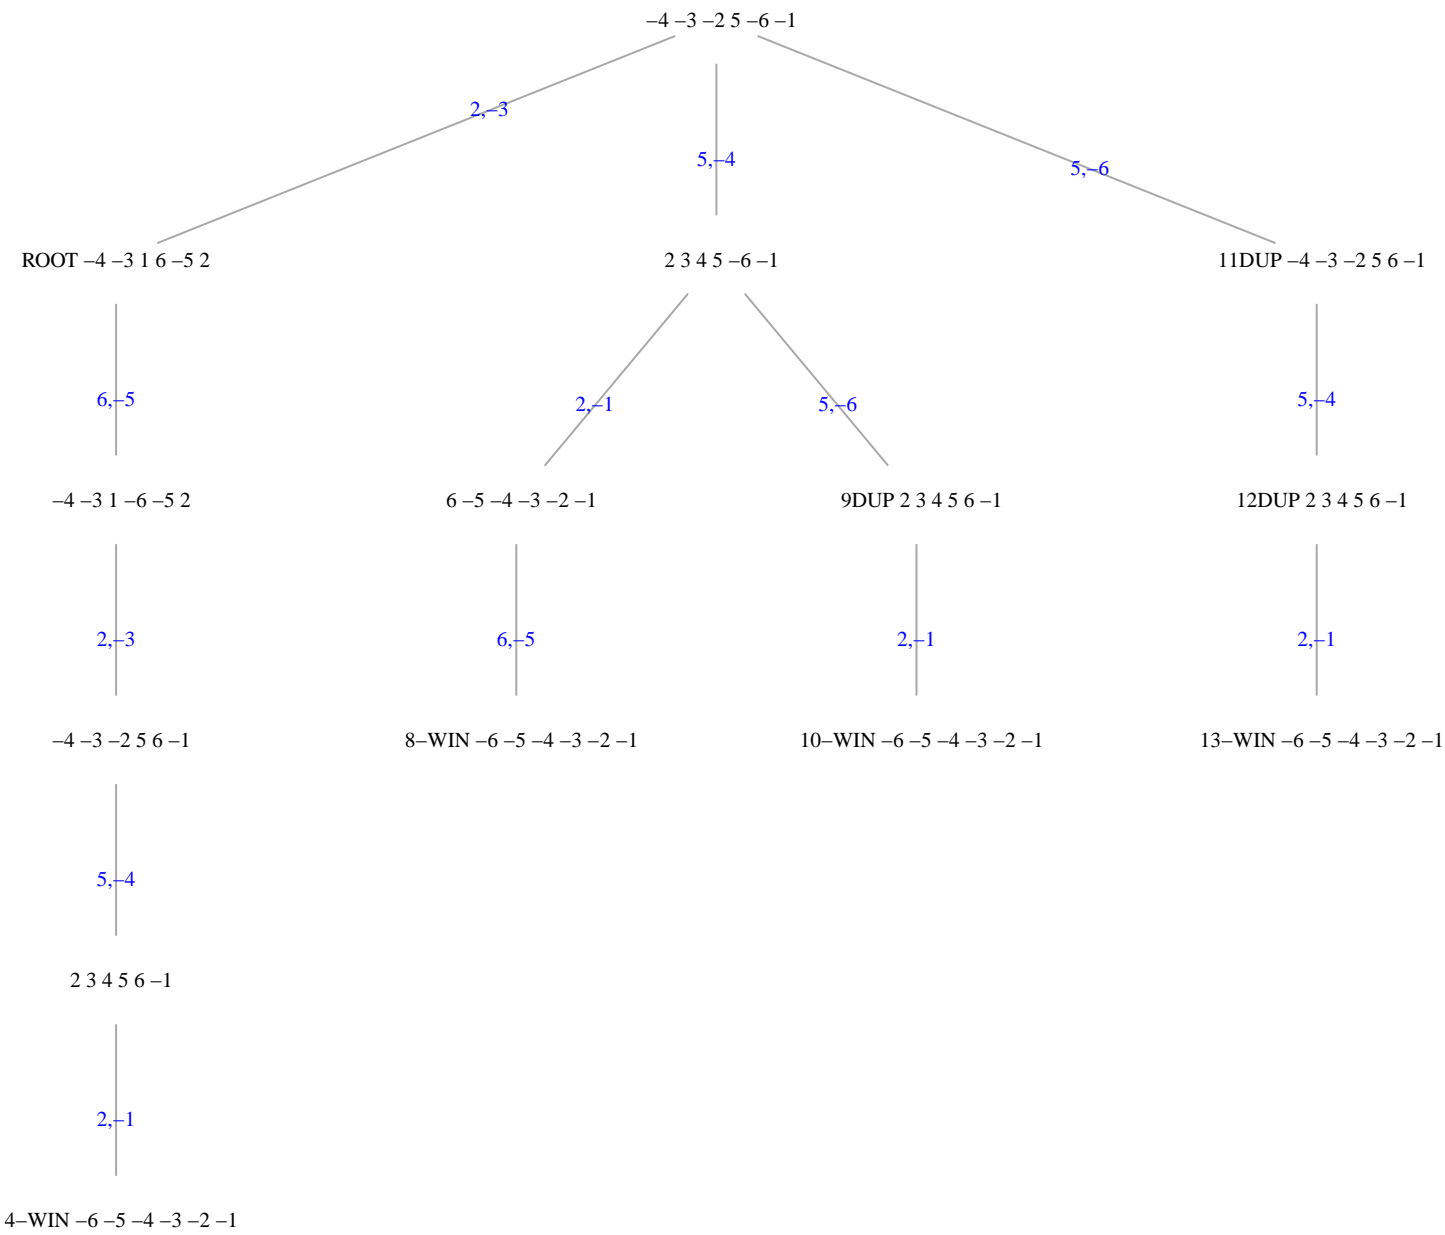 –4 –3 –2 5 –6 –1
2,–3
5,–4
5,–6
ROOT –4 –3 1 6 –5 2
2 3 4 5 –6 –1
11DUP –4 –3 –2 5 6 –1
6,–5
2,–1
5,–6
5,–4
–4 –3 1 –6 –5 2
6 –5 –4 –3 –2 –1
9DUP 2 3 4 5 6 –1
12DUP 2 3 4 5 6 –1
2,–3
6,–5
2,–1
2,–1
–4 –3 –2 5 6 –1
8–WIN –6 –5 –4 –3 –2 –1
10–WIN –6 –5 –4 –3 –2 –1
13–WIN –6 –5 –4 –3 –2 –1
5,–4
2 3 4 5 6 –1
2,–1
4–WIN –6 –5 –4 –3 –2 –1